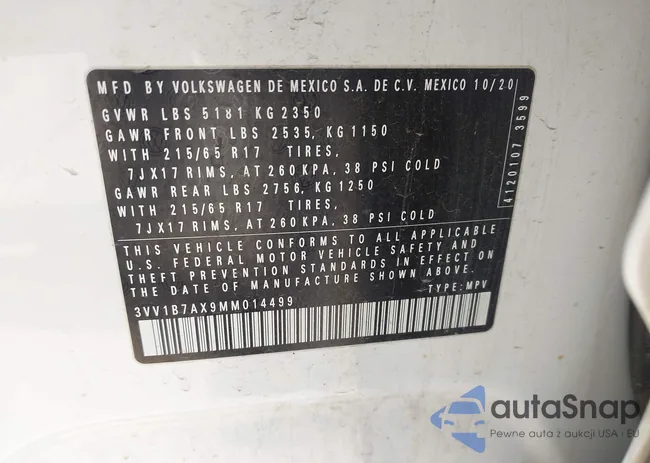 MFD BY VOLKSWAGEN DE MEXICO S.A. DE C.V. MEXICO 10/20
GVWR LBS 5181 KG 2350
GAWR FRONT LBS 2535, KG 1150
WITH 215/65 R17 TIRES,
7JX17 RIMS, AT 260 KPA, 38 PSI COLD
GAWR REAR LBS 2756, KG 1250
WITH 215/65 R17 TIRES,
7JX17 RIMS, AT 260 KPA, 38 PSI COLD
THIS VEHICLE CONFORMS TO ALL APPLICABLE
U.S. FEDERAL MOTOR VEHICLE SAFETY AND
THEFT PREVENTION STANDARDS IN EFFECT ON
THE DATE OF MANUFACTURE SHOWN ABOVE.
3VV1B7AX9MM014499 TYPE: MPV
4120107 3599
autaSnap
Pewne auta z aukcji USA i EU